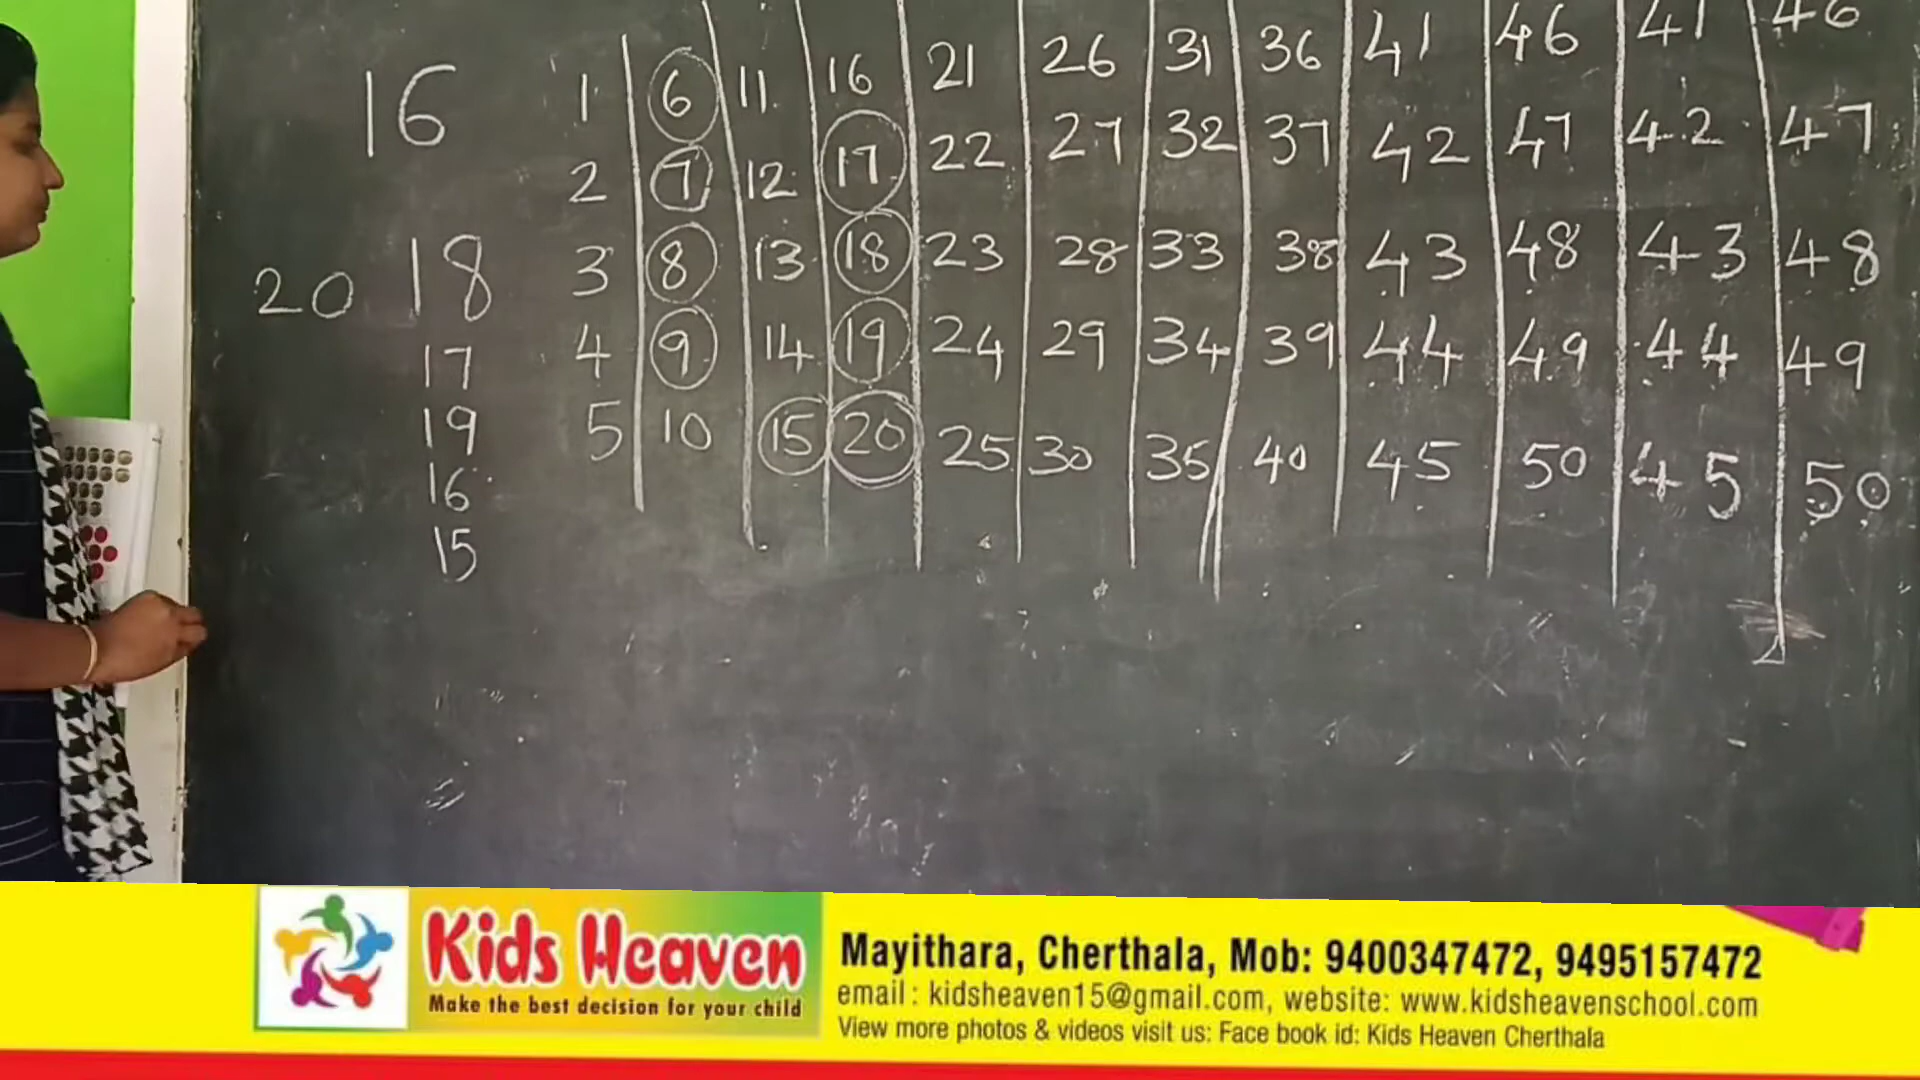 16
20 18
17
19
16
15
1 6 11 16 21 26 31 36 41 46 41 46
2 7 12 17 22 27 32 37 42 47 42 47
3 8 13 18 23 28 33 38 43 48 43 48
4 9 14 19 24 29 34 39 44 49 44 49
5 10 15 20 25 30 35 40 45 50 45 50
Kids Heaven
Make the best decision for your child
Mayithara, Cherthala, Mob: 9400347472, 9495157472
email : kidsheaven15@gmail.com, website: www.kidsheavenschool.com
View more photos & videos visit us: Face book id: Kids Heaven Cherthala